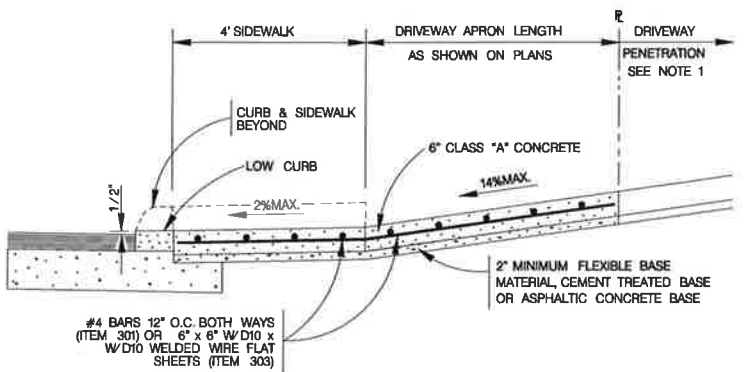 PL
4' SIDEWALK
DRIVEWAY APRON LENGTH
AS SHOWN ON PLANS
DRIVEWAY
PENETRATION
SEE NOTE 1
CURB & SIDEWALK
BEYOND
LOW CURB
6" CLASS "A" CONCRETE
1/2"
2%MAX.
14%MAX.
2" MINIMUM FLEXIBLE BASE
MATERIAL, CEMENT TREATED BASE
OR ASPHALTIC CONCRETE BASE
#4 BARS 12" O.C. BOTH WAYS
(ITEM 301) OR 6" x 6" W/D10 x
W/D10 WELDED WIRE FLAT
SHEETS (ITEM 303)